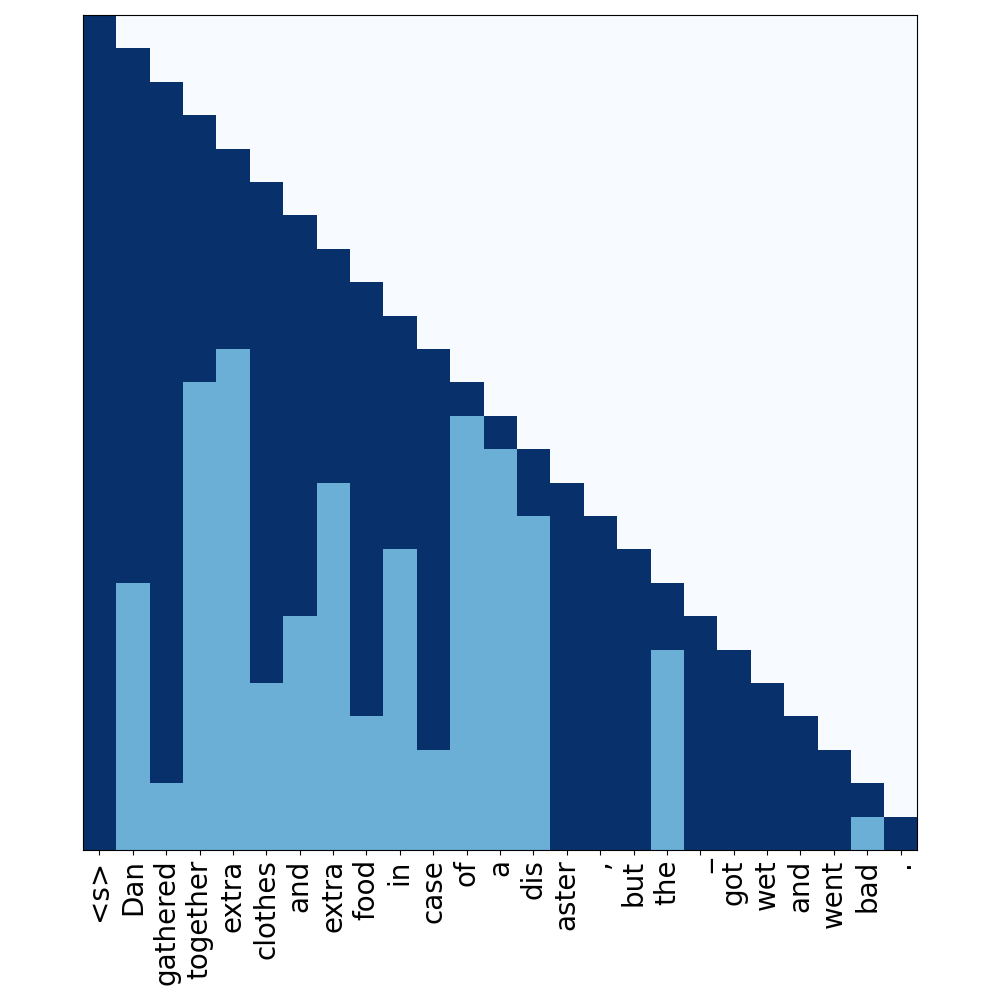 <s> Dan gathered together extra clothes and extra food in case of a dis aster , but the _ got wet and and went bad .